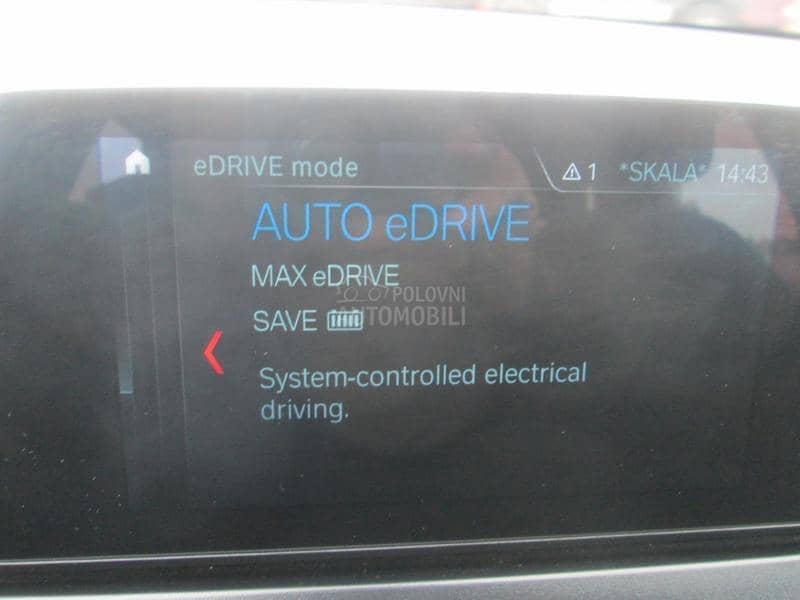 eDRIVE mode
1 *SKALA* 14:43
AUTO eDRIVE
MAX eDRIVE
SAVE
POLOVNI
AUTOMOBILI
System-controlled electrical
driving.